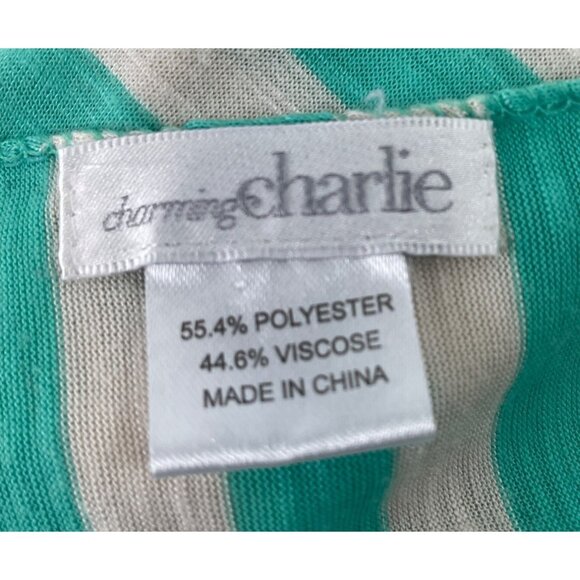 charming charlie
55.4% POLYESTER
44.6% VISCOSE
MADE IN CHINA